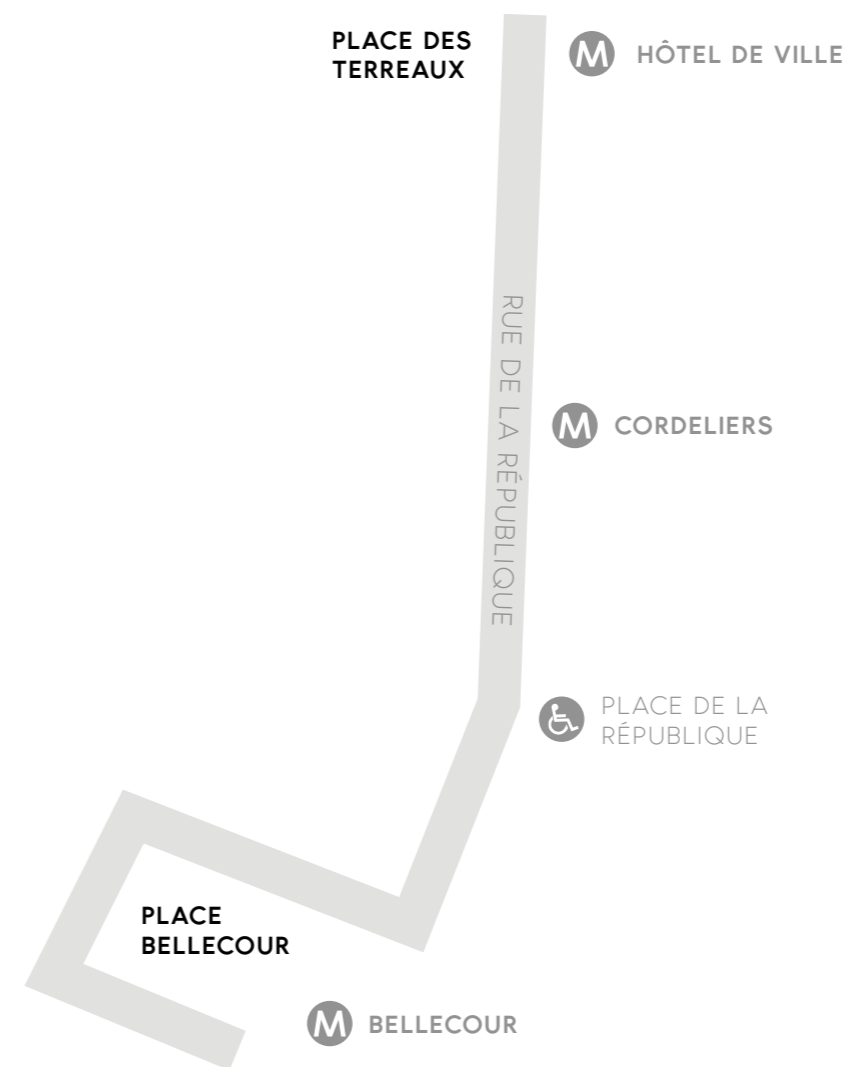 PLACE DES
TERREAUX
M HÔTEL DE VILLE
RUE DE LA RÉPUBLIQUE
M CORDELIERS
PLACE DE LA
RÉPUBLIQUE
PLACE
BELLECOUR
M BELLECOUR